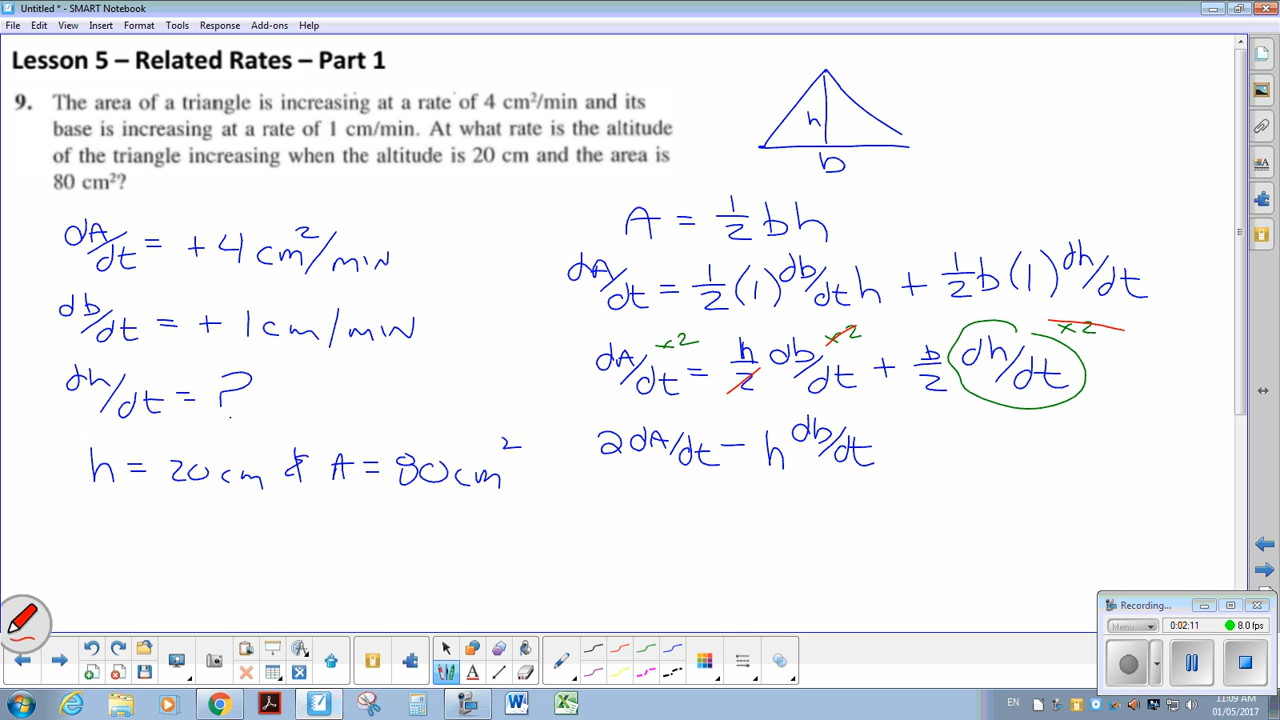 Untitled * - SMART Notebook
File Edit View Insert Format Tools Response Add-ons Help
Lesson 5 – Related Rates – Part 1
9. The area of a triangle is increasing at a rate of 4 cm²/min and its
base is increasing at a rate of 1 cm/min. At what rate is the altitude
of the triangle increasing when the altitude is 20 cm and the area is
80 cm²?
h
b
dA/dt = +4 cm²/min
db/dt = +1 cm/min
dh/dt = ?
h = 20 cm & A = 80 cm²
A = 1/2 bh
dA/dt = 1/2 (1) db/dt h + 1/2 b (1) dh/dt
x2 x2 x2
dA/dt = h/2 db/dt + b/2 dh/dt
2 dA/dt – h db/dt
Recording...
Menu
0:02:11
8.0 fps
EN
11:09 AM
01/05/2017